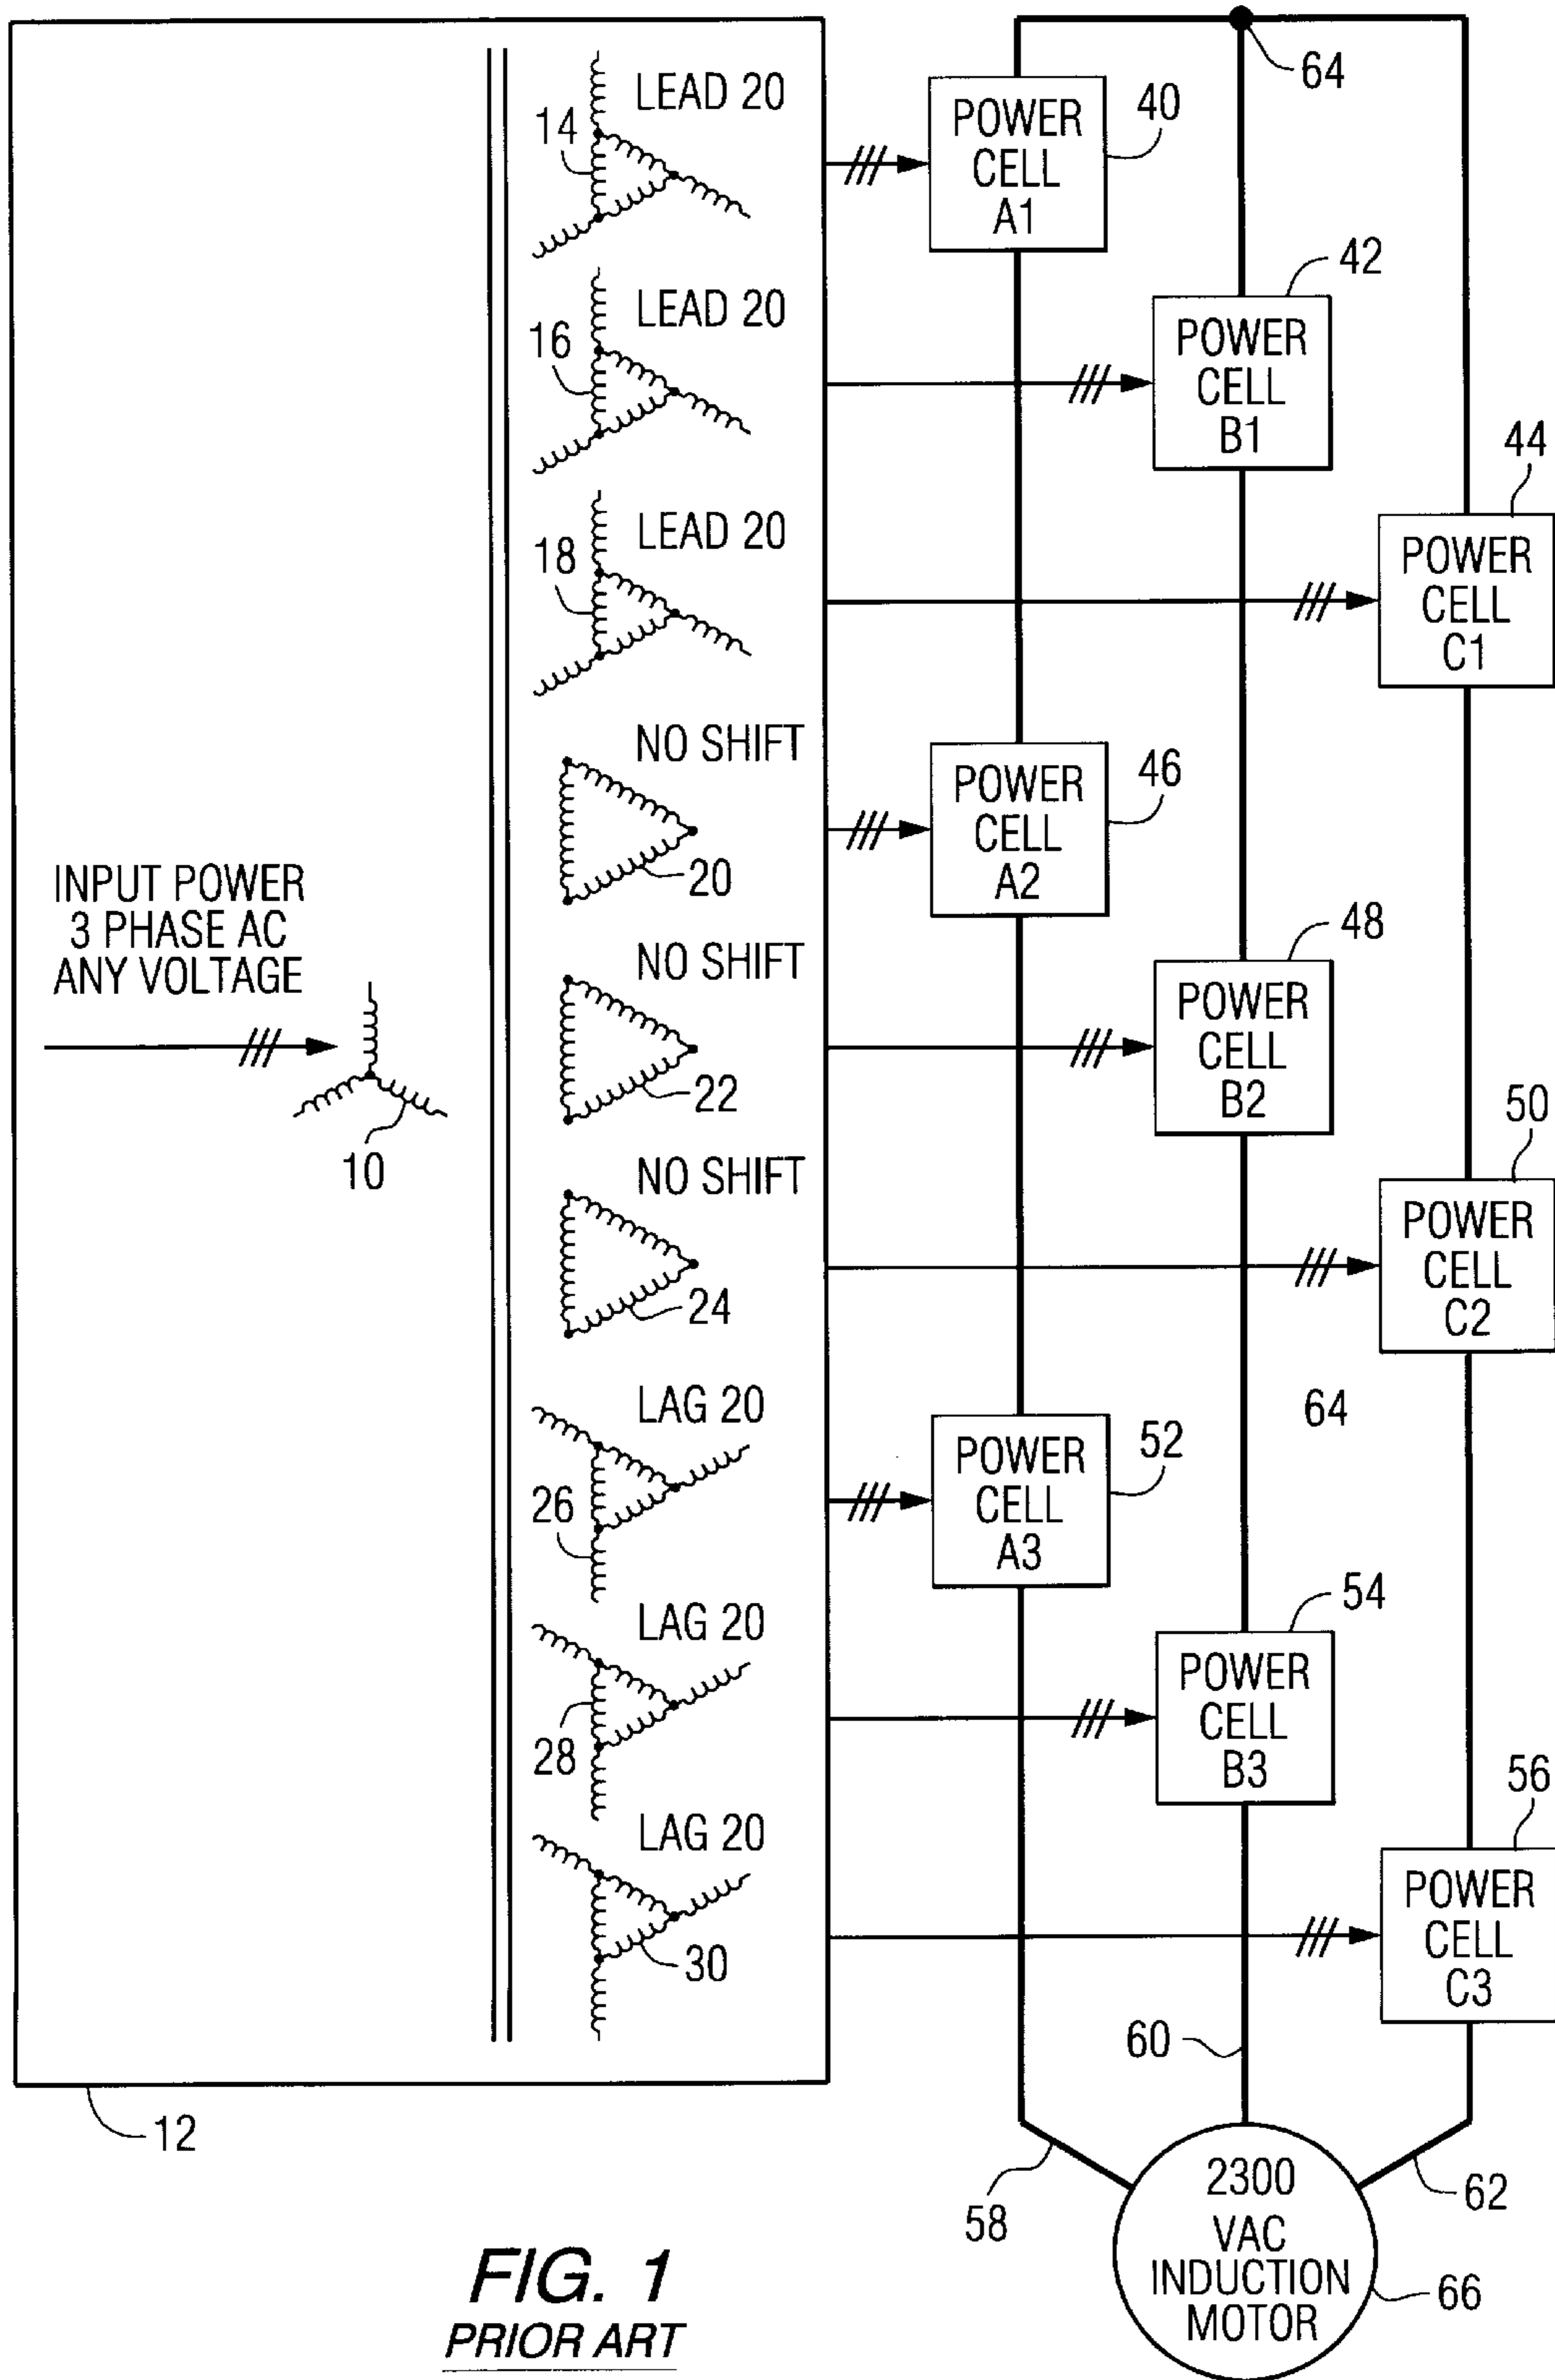 64
LEAD 20
14
POWER
CELL
A1
40
LEAD 20
16
POWER
CELL
B1
42
LEAD 20
18
POWER
CELL
C1
44
NO SHIFT
20
POWER
CELL
A2
46
INPUT POWER
3 PHASE AC
ANY VOLTAGE
10
NO SHIFT
22
POWER
CELL
B2
48
NO SHIFT
24
POWER
CELL
C2
50
64
LAG 20
26
POWER
CELL
A3
52
LAG 20
28
POWER
CELL
B3
54
LAG 20
30
POWER
CELL
C3
56
60
12
58
62
2300
VAC
INDUCTION
MOTOR
66
FIG. 1
PRIOR ART